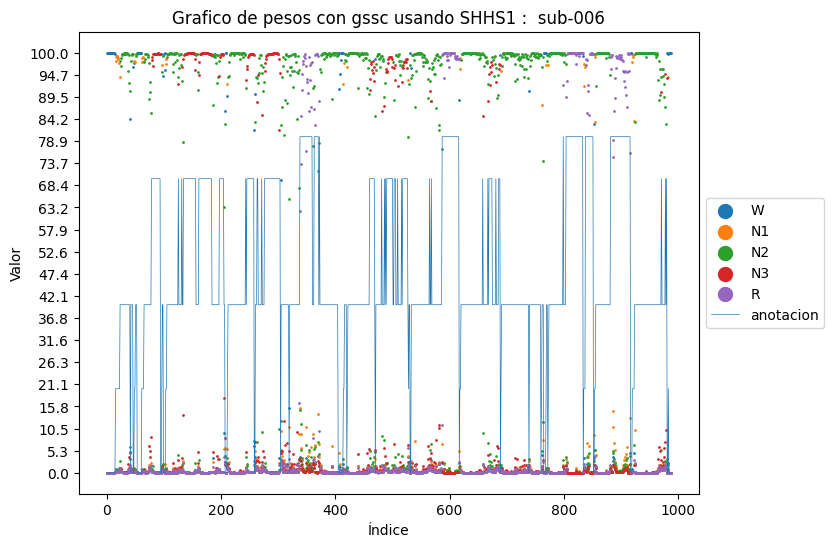 Grafico de pesos con gssc usando SHHS1 : sub-006
100.0
94.7
89.5
84.2
78.9
73.7
68.4
63.2
57.9
52.6
47.4
42.1
36.8
31.6
26.3
21.1
15.8
10.5
5.3
0.0
Valor
0 200 400 600 800 1000
Índice
W
N1
N2
N3
R
anotacion